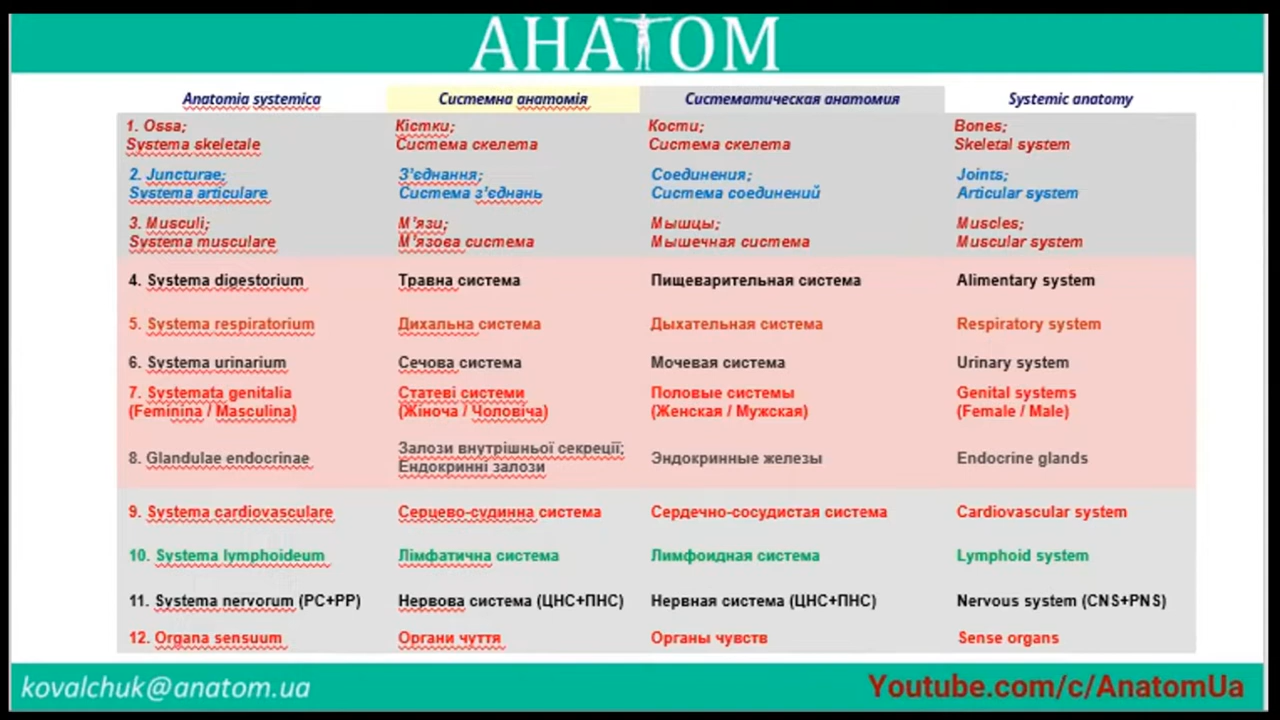 АНАТОМ
Anatomia systemica Системна анатомія Систематическая анатомия Systemic anatomy
1. Ossa; Кістки; Кости; Bones;
Systema skeletale Система скелета Система скелета Skeletal system
2. Juncturae; З'єднання; Соединения; Joints;
Systema articulare Система з'єднань Система соединений Articular system
3. Musculi; М'язи; Мышцы; Muscles;
Systema musculare М'язова система Мышечная система Muscular system
4. Systema digestorium Травна система Пищеварительная система Alimentary system
5. Systema respiratorium Дихальна система Дыхательная система Respiratory system
6. Systema urinarium Сечова система Мочевая система Urinary system
7. Systemata genitalia Статеві системи Половые системы Genital systems
(Feminina / Masculina) (Жіноча / Чоловіча) (Женская / Мужская) (Female / Male)
8. Glandulae endocrinae Залози внутрішньої секреції; Эндокринные железы Endocrine glands
Ендокринні залози
9. Systema cardiovasculare Серцево-судинна система Сердечно-сосудистая система Cardiovascular system
10. Systema lymphoideum Лімфатична система Лимфоидная система Lymphoid system
11. Systema nervorum (PC+PP) Нервова система (ЦНС+ПНС) Нервная система (ЦНС+ПНС) Nervous system (CNS+PNS)
12. Organa sensuum Органи чуття Органы чувств Sense organs
kovalchuk@anatom.ua Youtube.com/c/AnatomUa